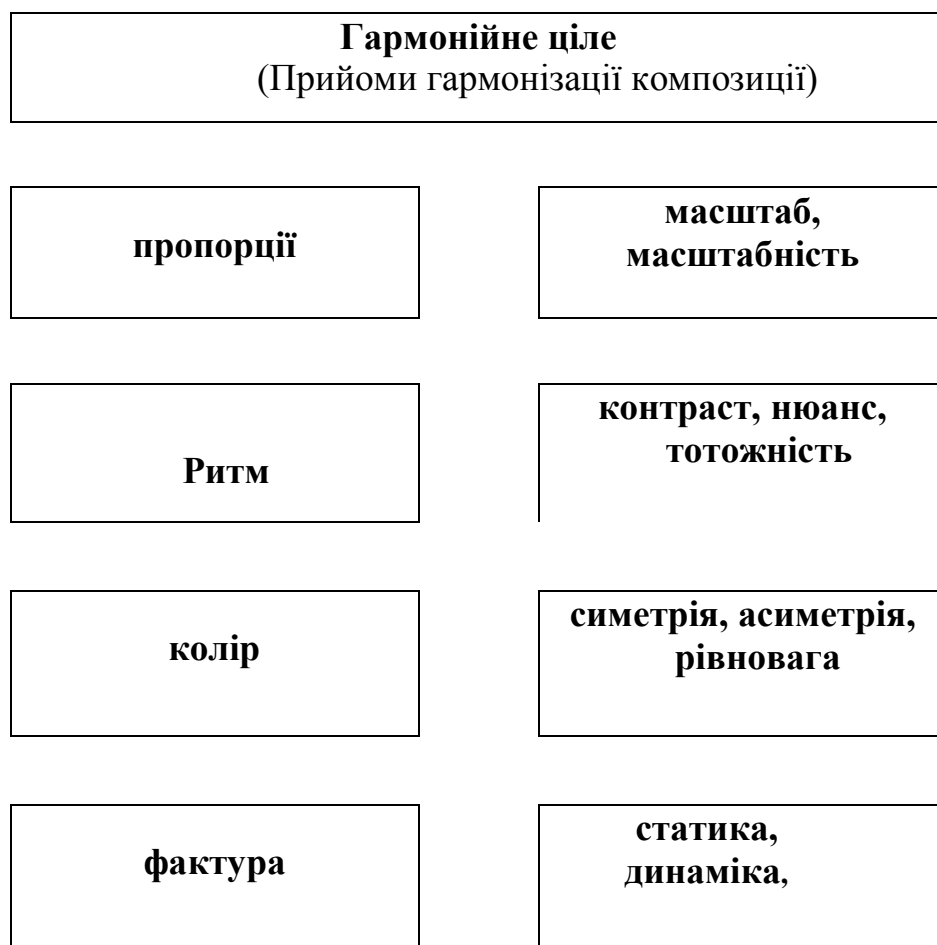 Гармонійне ціле
(Прийоми гармонізації композиції)
пропорції
масштаб,
масштабність
Ритм
контраст, нюанс,
тотожність
колір
симетрія, асиметрія,
рівновага
фактура
статика,
динаміка,